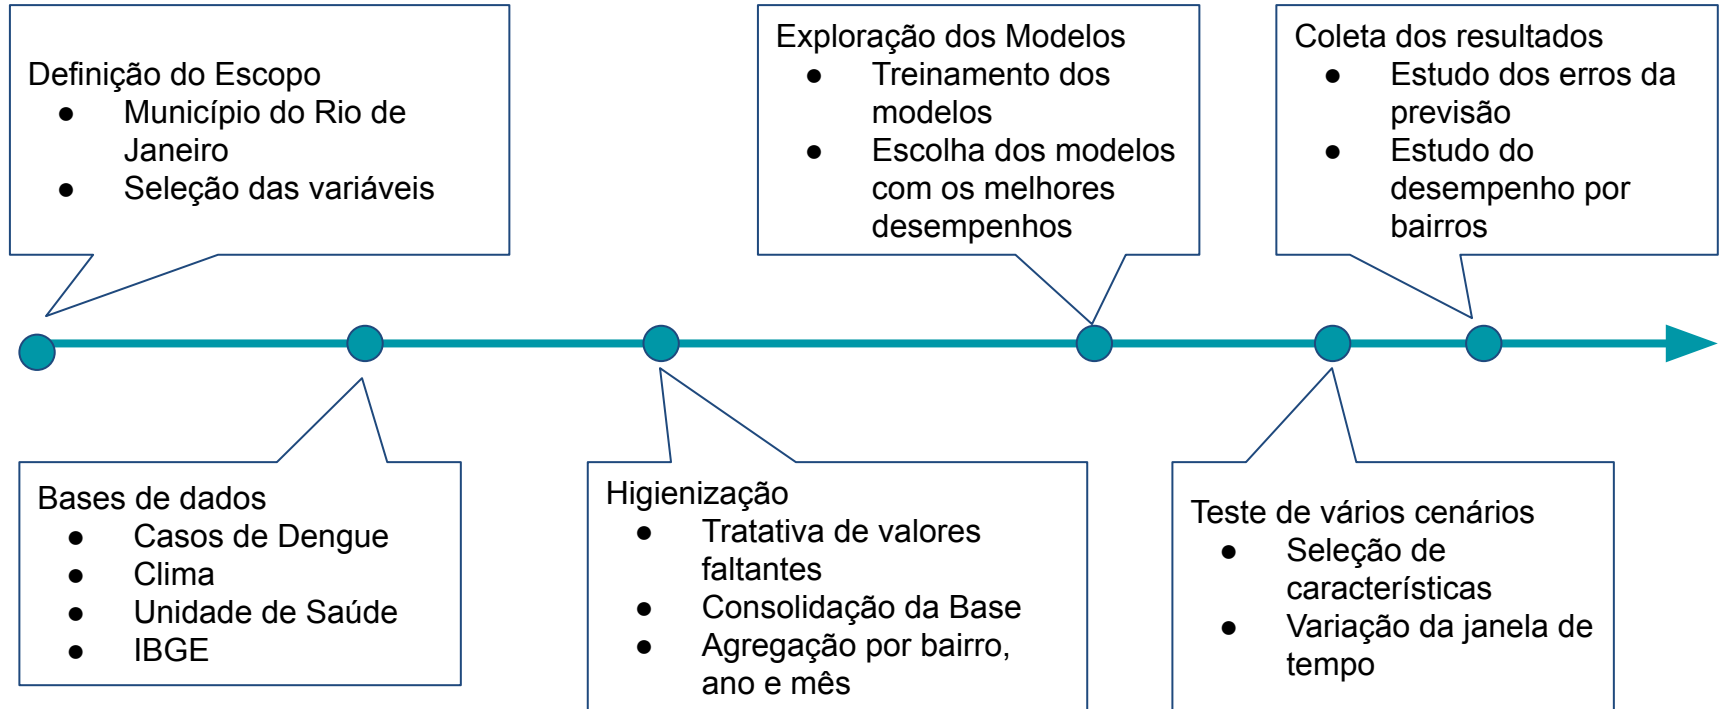 Definição do Escopo
● Município do Rio de
Janeiro
● Seleção das variáveis
Exploração dos Modelos
● Treinamento dos
modelos
● Escolha dos modelos
com os melhores
desempenhos
Coleta dos resultados
● Estudo dos erros da
previsão
● Estudo do
desempenho por
bairros
Bases de dados
● Casos de Dengue
● Clima
● Unidade de Saúde
● IBGE
Higienização
● Tratativa de valores
faltantes
● Consolidação da Base
● Agregação por bairro,
ano e mês
Teste de vários cenários
● Seleção de
características
● Variação da janela de
tempo